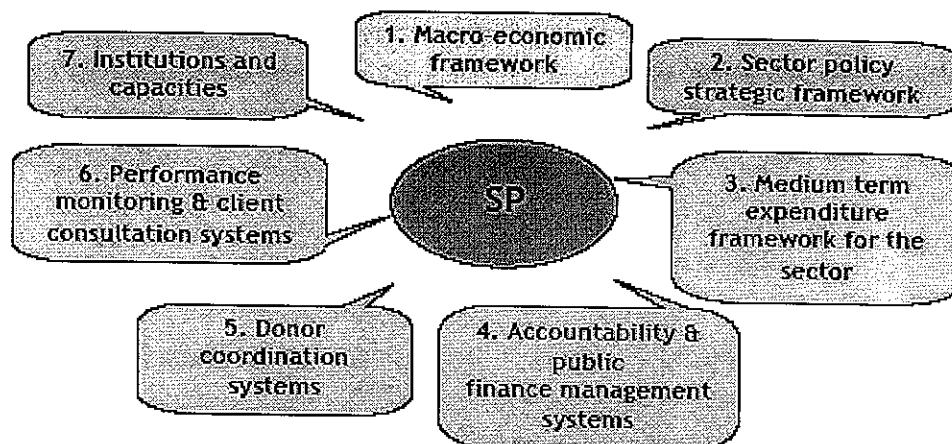 1. Macro-economic
framework
2. Sector policy
strategic framework
3. Medium term
expenditure
framework for the
sector
4. Accountability &
public
finance management
systems
5. Donor
coordination
systems
6. Performance
monitoring & client
consultation systems
7. Institutions and
capacities
SP